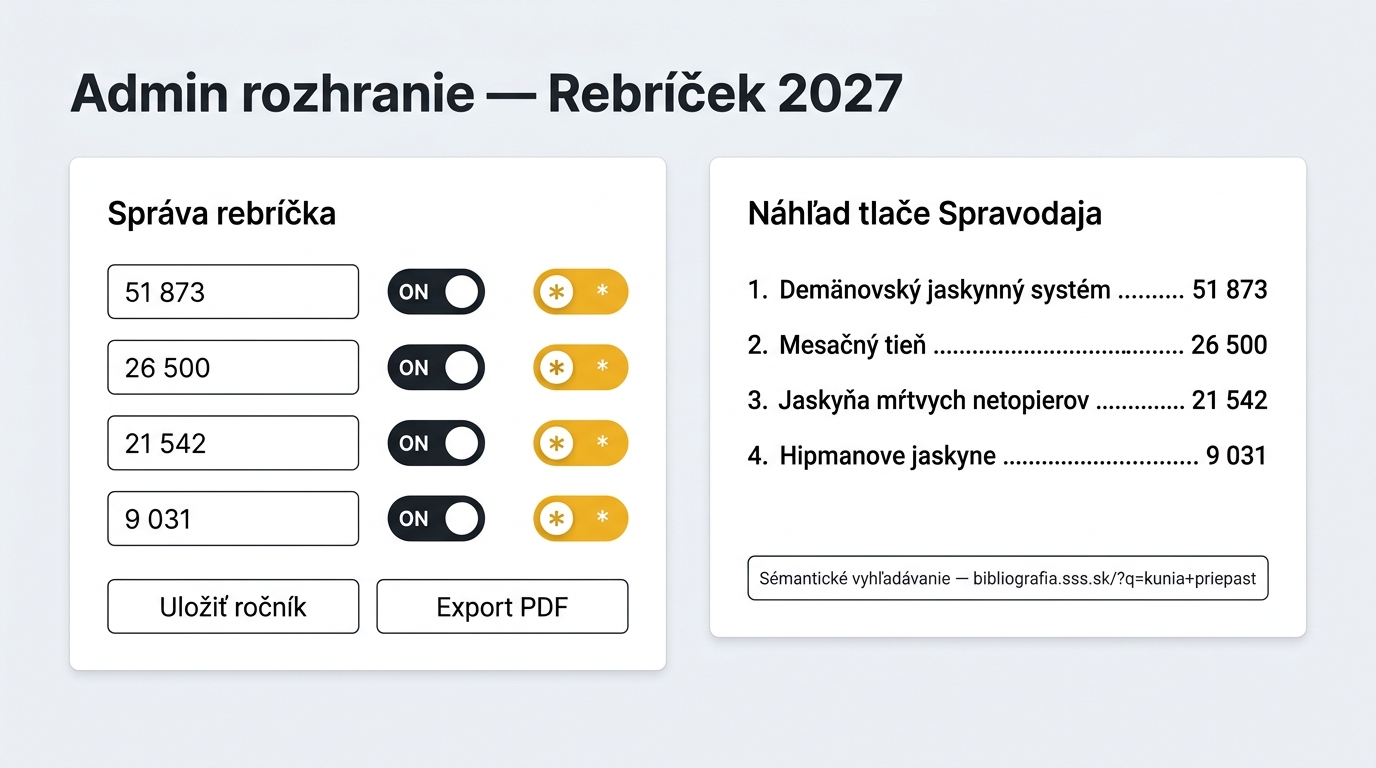 Admin rozhranie — Rebríček 2027
Správa rebríčka
51 873 ON * *
26 500 ON * *
21 542 ON * *
9 031 ON * *
Uložiť ročník Export PDF
Náhľad tlače Spravodaja
1. Demänovský jaskynný systém .......... 51 873
2. Mesačný tieň ....................................... 26 500
3. Jaskyňa mŕtvych netopierov .............. 21 542
4. Hipmanove jaskyne ............................... 9 031
Sémantické vyhľadávanie — bibliografia.sss.sk/?q=kunia+priepast